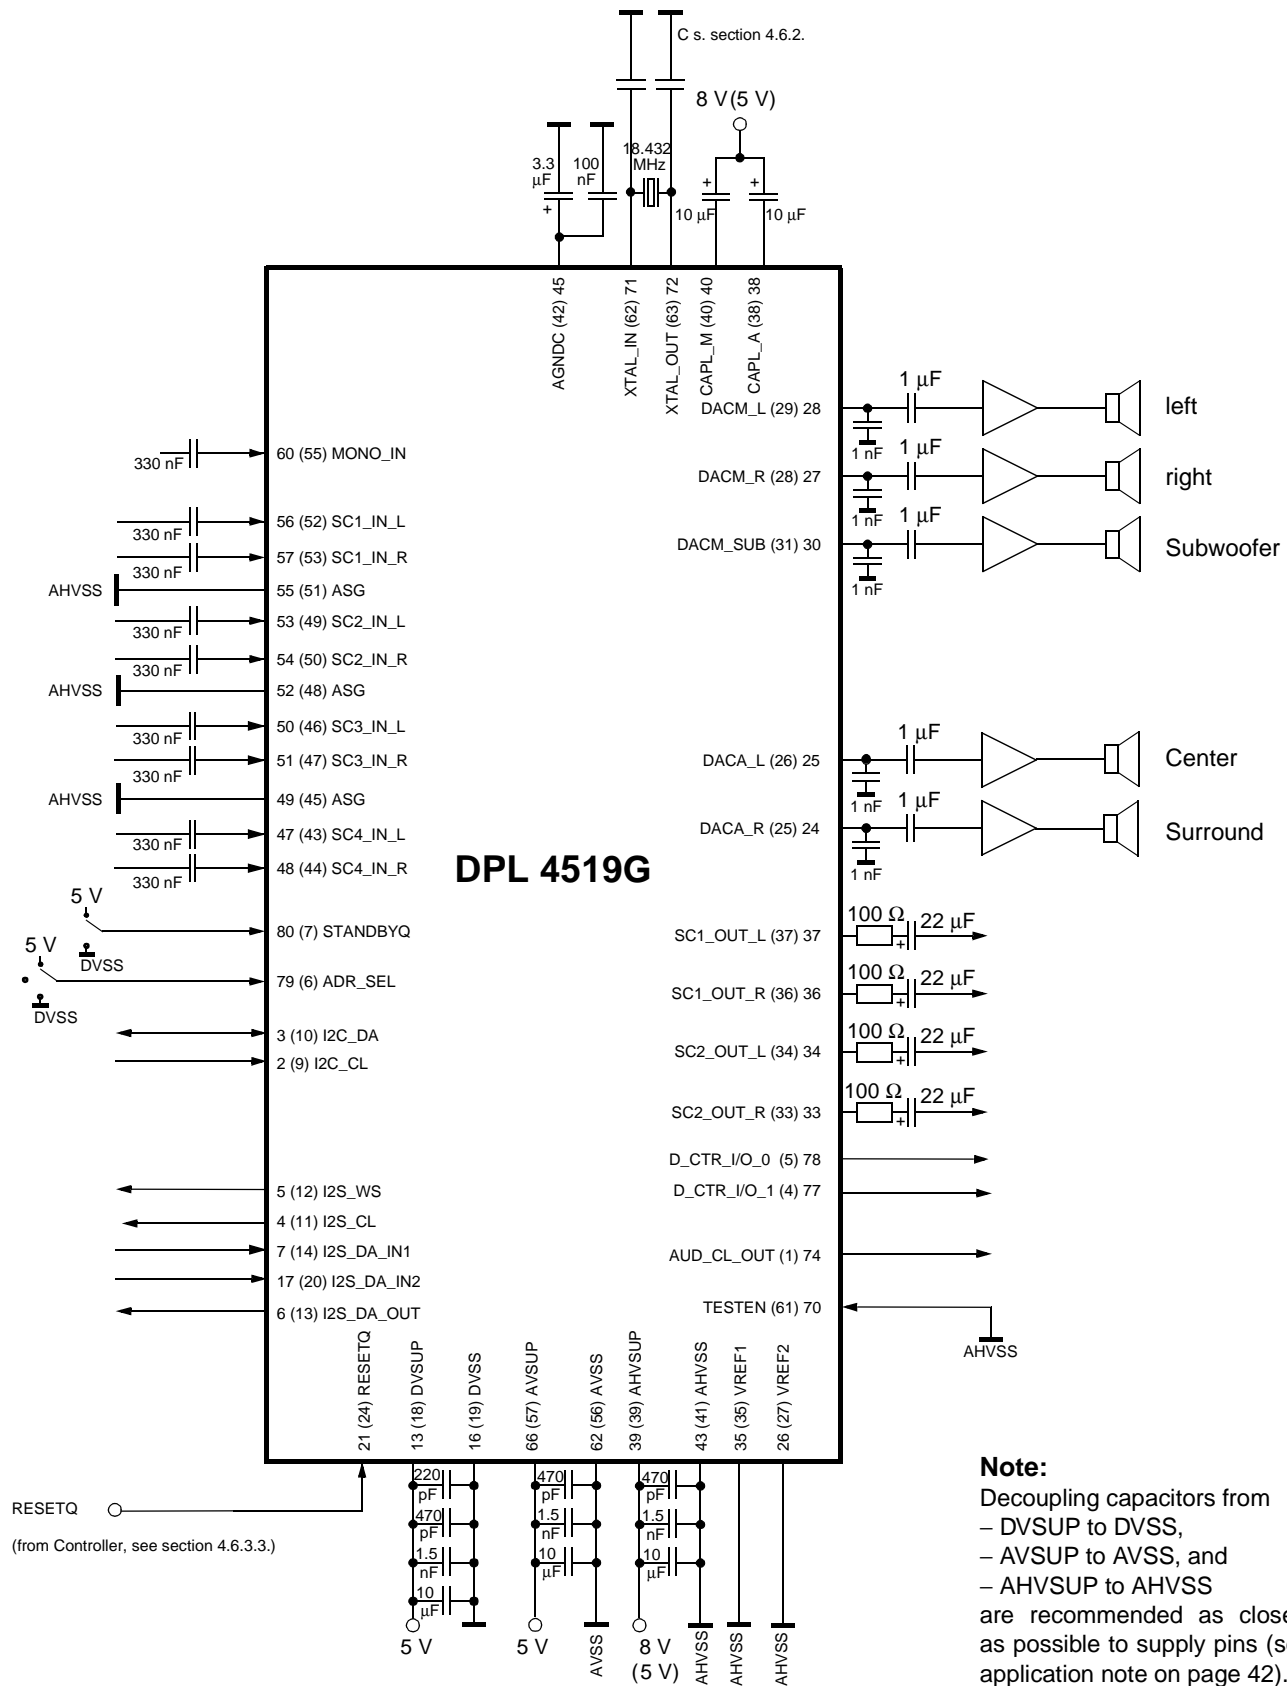 C s. section 4.6.2.
8 V (5 V)
3.3
µF
+
100
nF
18.432
MHz
+
10 µF
+
10 µF
AGNDC (42) 45
XTAL_IN (62) 71
XTAL_OUT (63) 72
CAPL_M (40) 40
CAPL_A (38) 38
330 nF
60 (55) MONO_IN
330 nF
56 (52) SC1_IN_L
330 nF
57 (53) SC1_IN_R
AHVSS
55 (51) ASG
330 nF
53 (49) SC2_IN_L
330 nF
54 (50) SC2_IN_R
AHVSS
52 (48) ASG
330 nF
50 (46) SC3_IN_L
330 nF
51 (47) SC3_IN_R
AHVSS
49 (45) ASG
330 nF
47 (43) SC4_IN_L
330 nF
48 (44) SC4_IN_R
5 V
DVSS
80 (7) STANDBYQ
5 V
DVSS
79 (6) ADR_SEL
3 (10) I2C_DA
2 (9) I2C_CL
5 (12) I2S_WS
4 (11) I2S_CL
7 (14) I2S_DA_IN1
17 (20) I2S_DA_IN2
6 (13) I2S_DA_OUT
DPL 4519G
DACM_L (29) 28
1 nF
1 µF
left
DACM_R (28) 27
1 nF
1 µF
right
DACM_SUB (31) 30
1 nF
1 µF
Subwoofer
DACA_L (26) 25
1 nF
1 µF
Center
DACA_R (25) 24
1 nF
1 µF
Surround
SC1_OUT_L (37) 37
100 Ω
+
22 µF
SC1_OUT_R (36) 36
100 Ω
+
22 µF
SC2_OUT_L (34) 34
100 Ω
+
22 µF
SC2_OUT_R (33) 33
100 Ω
+
22 µF
D_CTR_I/O_0 (5) 78
D_CTR_I/O_1 (4) 77
AUD_CL_OUT (1) 74
TESTEN (61) 70
AHVSS
21 (24) RESETQ
13 (18) DVSUP
16 (19) DVSS
66 (57) AVSUP
62 (56) AVSS
39 (39) AHVSUP
43 (41) AHVSS
35 (35) VREF1
26 (27) VREF2
RESETQ
(from Controller, see section 4.6.3.3.)
220
pF
470
pF
1.5
nF
10
µF
5 V
470
pF
1.5
nF
10
µF
5 V
AVSS
470
pF
1.5
nF
10
µF
8 V
(5 V)
AHVSS
AHVSS
AHVSS
Note:
Decoupling capacitors from
– DVSUP to DVSS,
– AVSUP to AVSS, and
– AHVSUP to AHVSS
are recommended as close
as possible to supply pins (
application note on page 42).